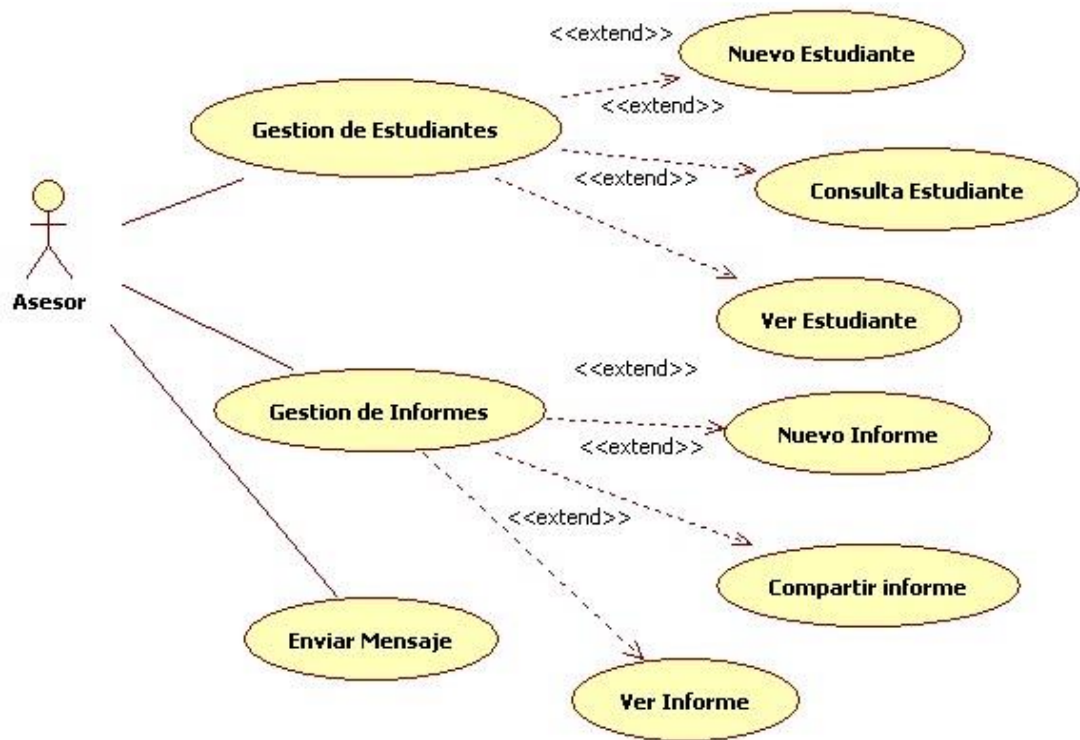 <<extend>>
Nuevo Estudiante
<<extend>>
Gestion de Estudiantes
<<extend>>
Consulta Estudiante
Asesor
Ver Estudiante
<<extend>>
Gestion de Informes
Nuevo Informe
<<extend>>
<<extend>>
Compartir informe
Enviar Mensaje
Ver Informe